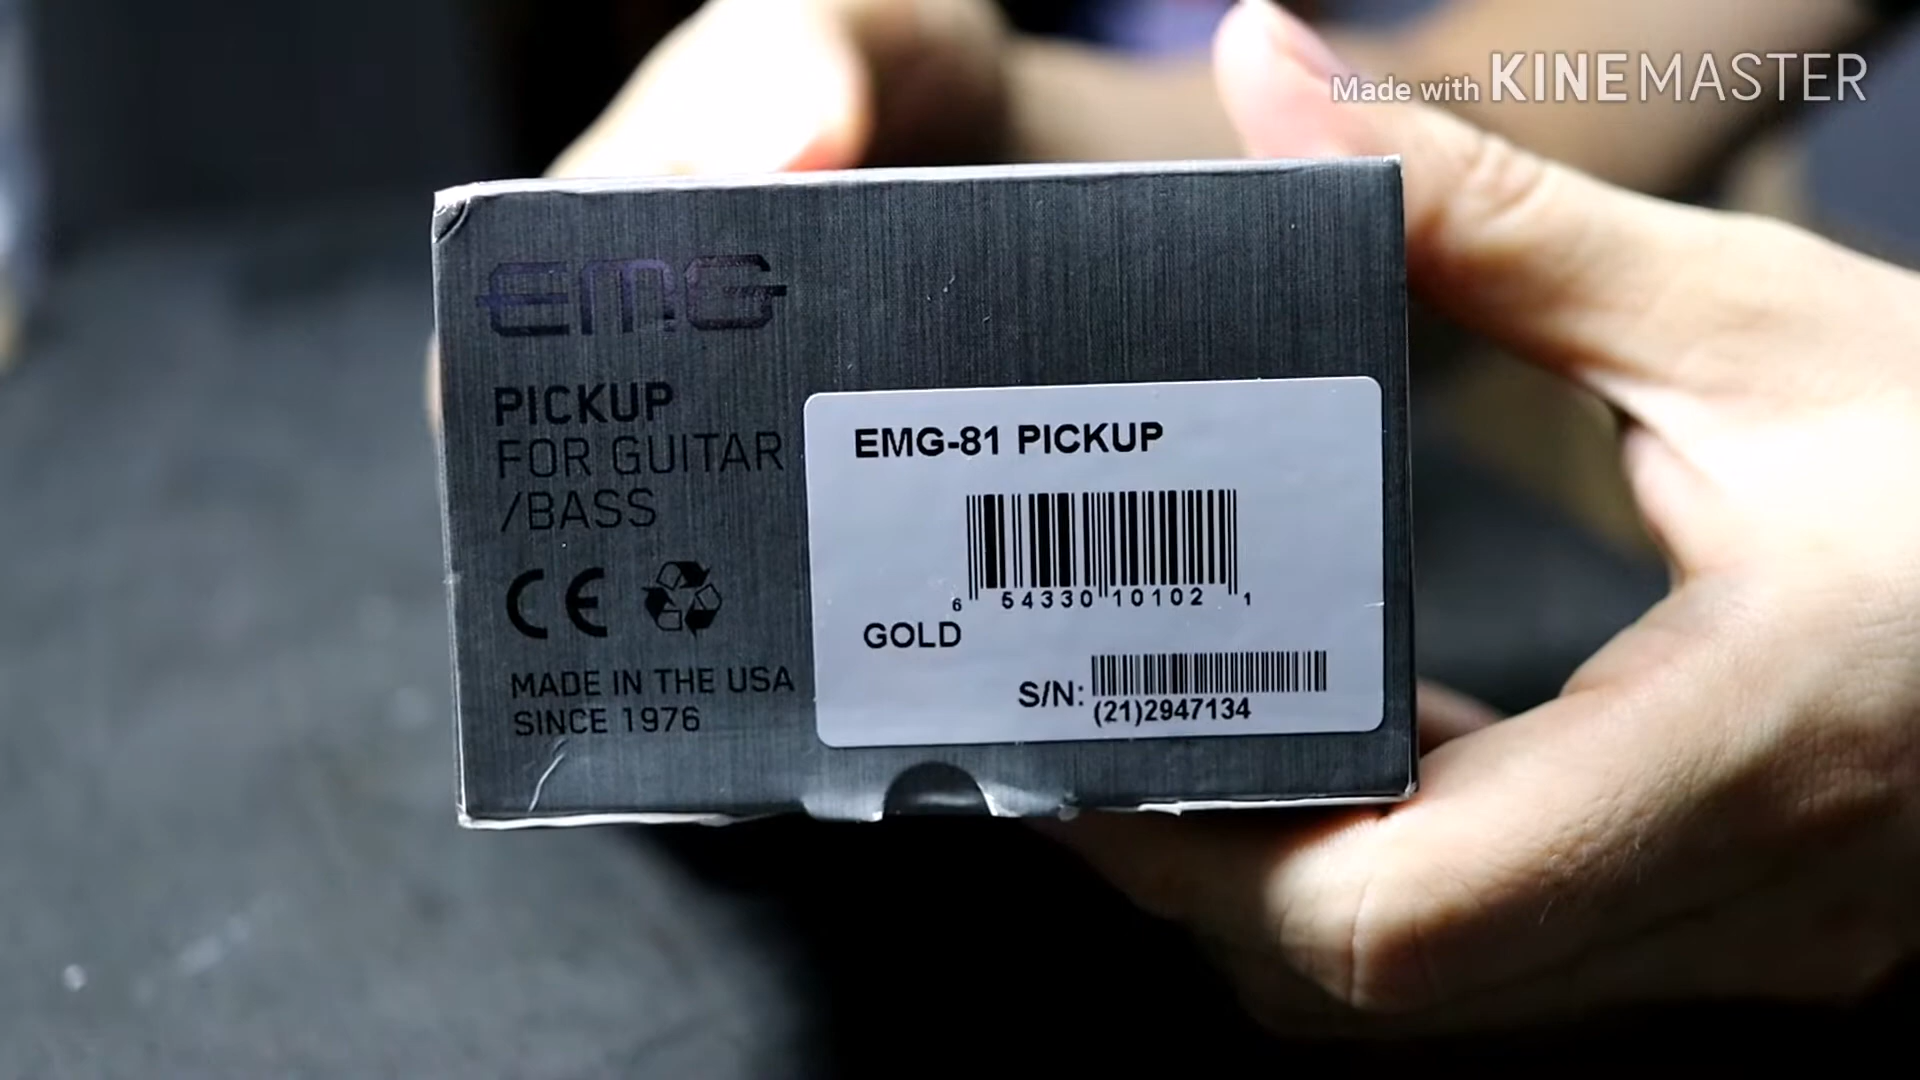 Made with KINEMASTER
EMG
PICKUP
FOR GUITAR
/BASS
CE
MADE IN THE USA
SINCE 1976
EMG-81 PICKUP
6 54330 10102 1
GOLD
S/N:
(21)2947134